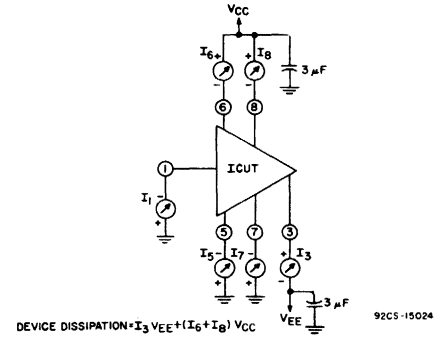 VCC
I6 + + I8
- - 3 µF
6 8
1 ICUT
I1 -
+
5 7 3
I5 - I7 - + I3
+ + -
VEE 3 µF
92CS-15024
DEVICE DISSIPATION=I3 VEE+(I6+I8) VCC